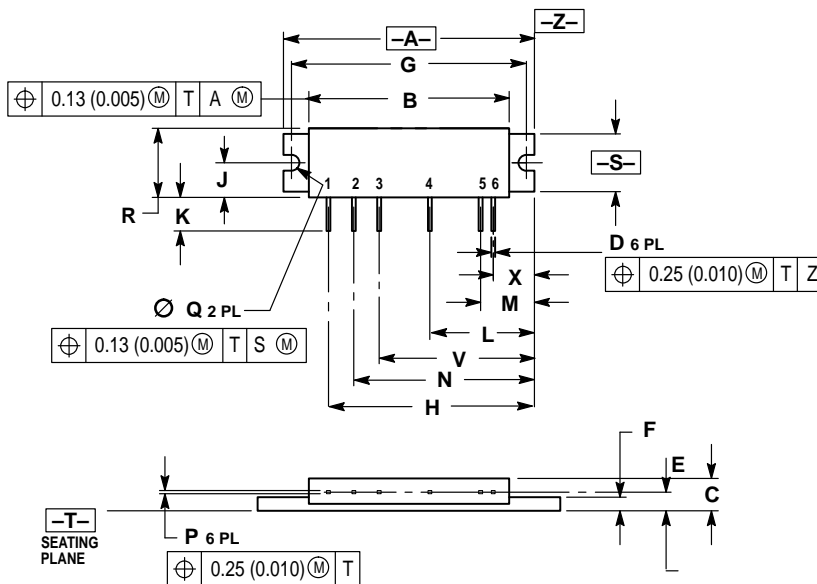 –A–
–Z–
G
⌖ 0.13 (0.005) Ⓜ T A Ⓜ
B
–S–
J
R
K
1 2 3 4 5 6
D 6 PL
⌖ 0.25 (0.010) Ⓜ T Z
X
M
Ø Q 2 PL
⌖ 0.13 (0.005) Ⓜ T S Ⓜ
L
V
N
H
F
E
C
–T–
SEATING
PLANE
P 6 PL
⌖ 0.25 (0.010) Ⓜ T